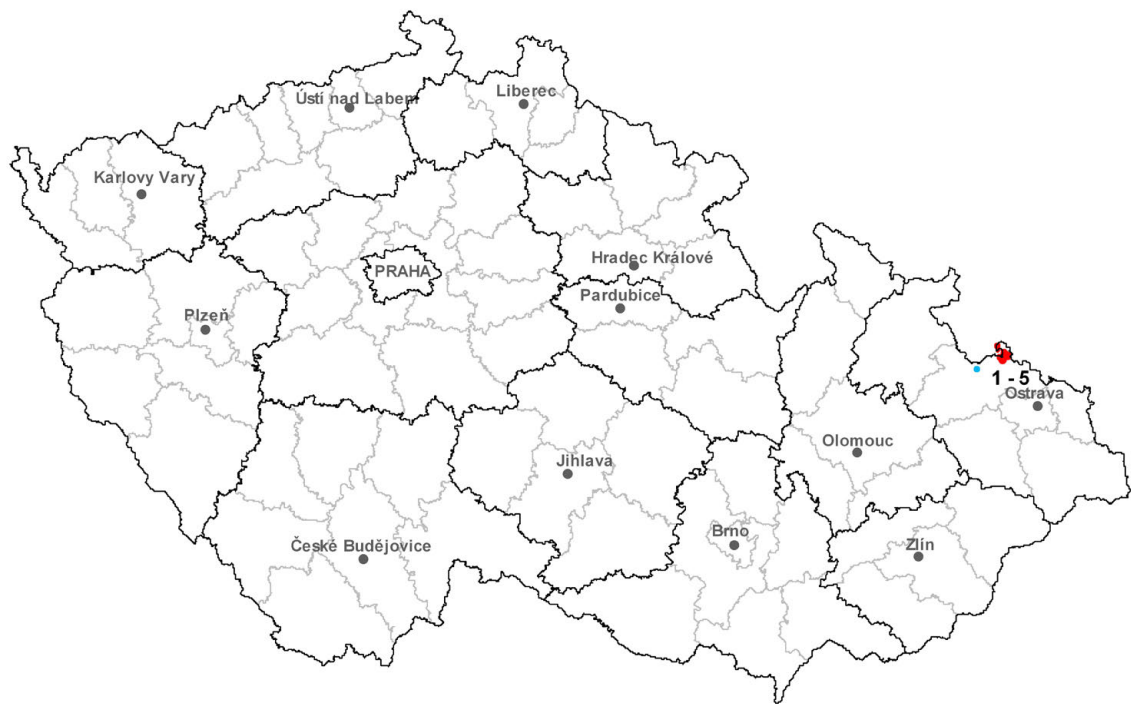 Ústí nad Labem
Liberec
Karlovy Vary
Hradec Králové
PRAHA
Pardubice
Plzeň
1 - 5
Ostrava
Olomouc
Jihlava
Brno
České Budějovice
Zlín